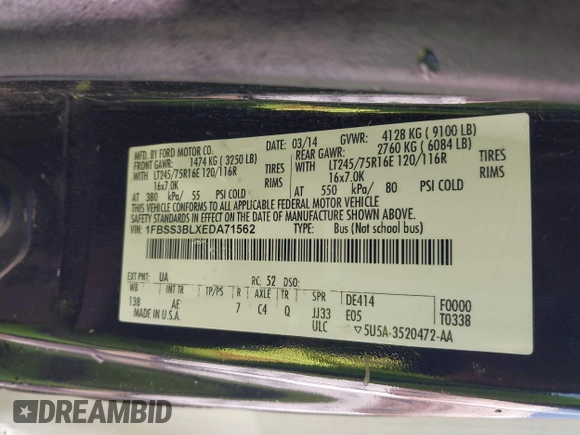 MFD. BY FORD MOTOR CO.
DATE: 03/14 GVWR: 4128 KG ( 9100 LB)
FRONT GAWR: 1474 KG ( 3250 LB) REAR GAWR: 2760 KG ( 6084 LB)
WITH LT245/75R16E 120/116R TIRES WITH LT245/75R16E 120/116R TIRES
16x7.0K RIMS 16x7.0K RIMS
AT 380 kPa/ 55 PSI COLD AT 550 kPa/ 80 PSI COLD
THIS VEHICLE CONFORMS TO ALL APPLICABLE FEDERAL MOTOR VEHICLE
SAFETY STANDARDS IN EFFECT ON THE DATE OF MANUFACTURE SHOWN ABOVE.
VIN: 1FBSS3BLXEDA71562 TYPE: Bus (Not school bus)
EXT PNT: UA RC: 52 DSO:
WB INT TR TP/PS R AXLE TR SPR DE414 F0000
138 AE 7 C4 Q JJ33 E05 T0338
MADE IN U.S.A. ULC ▽5U5A-3520472-AA
DREAMBID